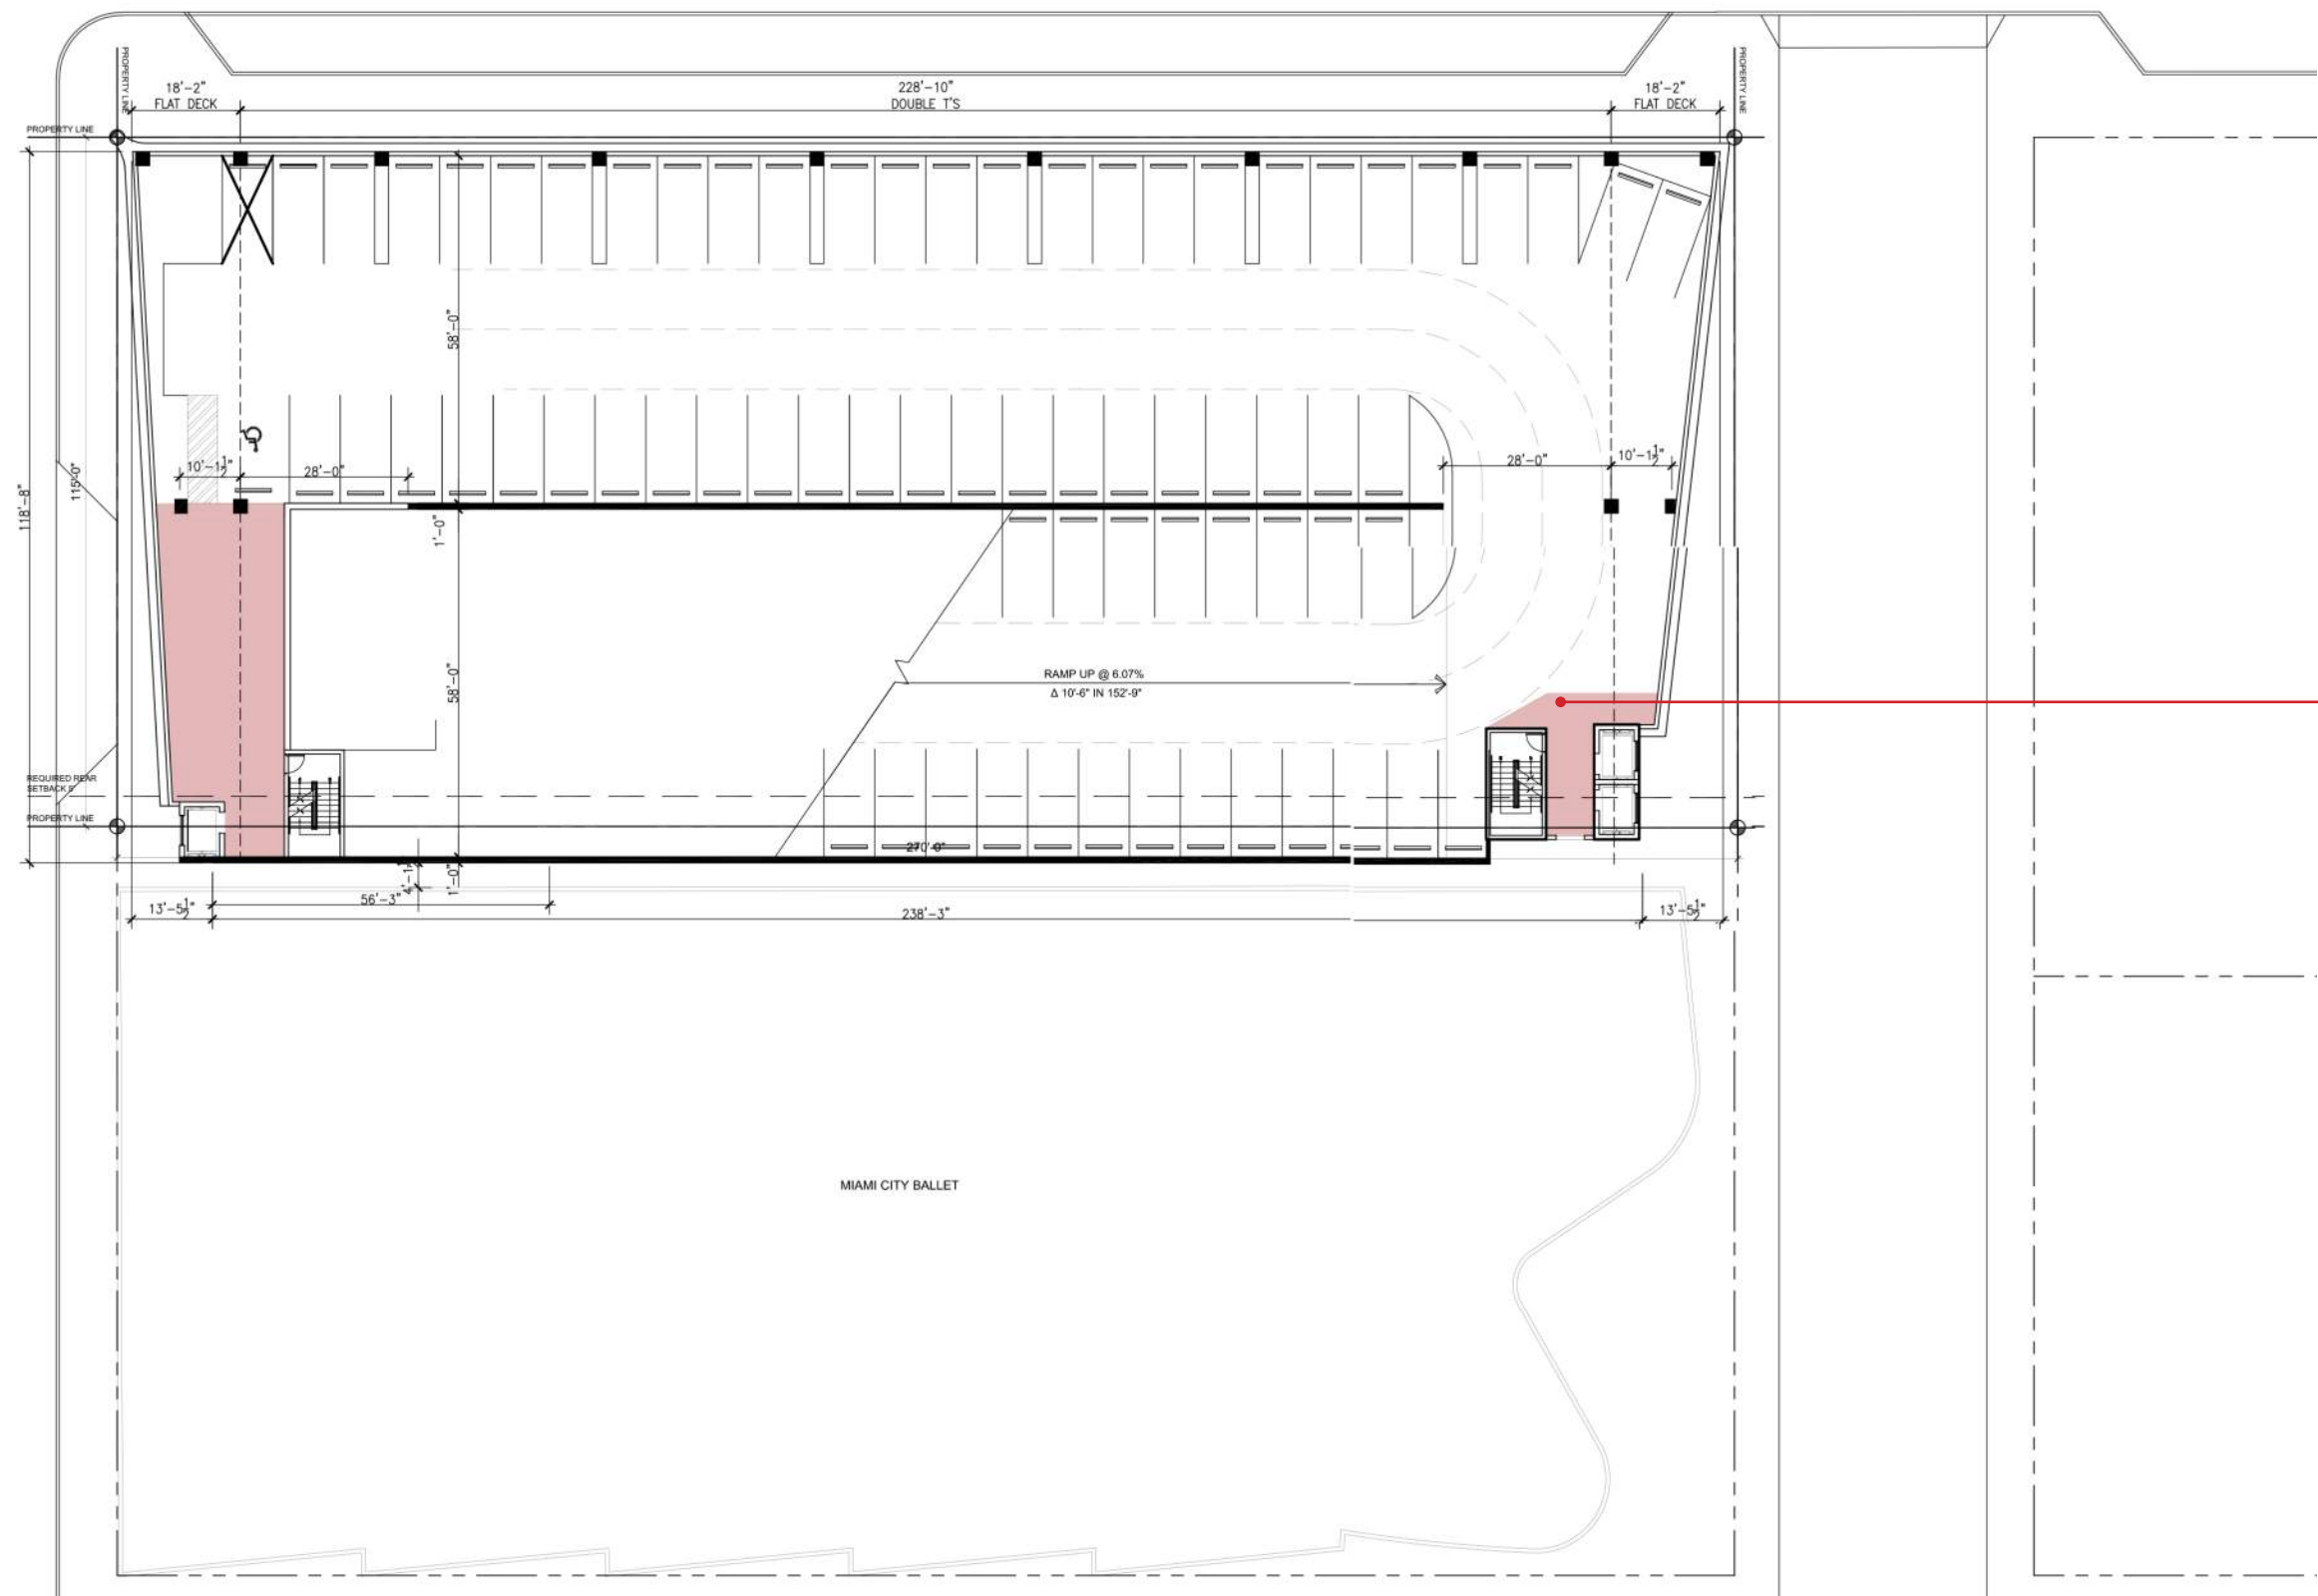 PROPERTY LINE
PROPERTY LINE
18'-2"
FLAT DECK
228'-10"
DOUBLE T'S
18'-2"
FLAT DECK
PROPERTY LINE
58'-0"
118'-8"
115'-0"
10'-1½"
28'-0"
28'-0"
10'-1½"
1'-0"
58'-0"
RAMP UP @ 6.07%
Δ 10'-6" IN 152'-9"
REQUIRED REAR
SETBACK 5'
PROPERTY LINE
270'-0"
1'-0"
56'-3"
13'-5½"
238'-3"
13'-5½"
MIAMI CITY BALLET